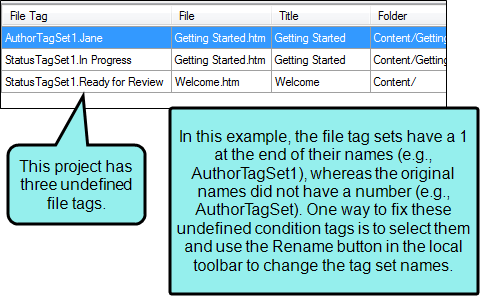 File Tag File Title Folder
AuthorTagSet1.Jane Getting Started.htm Getting Started Content/Getting
StatusTagSet1.In Progress Getting Started.htm Getting Started Content/Getting
StatusTagSet1.Ready for Review Welcome.htm Welcome Content/
This project has
three undefined
file tags.
In this example, the file tag sets have a 1
at the end of their names (e.g.,
AuthorTagSet1), whereas the original
names did not have a number (e.g.,
AuthorTagSet). One way to fix these
undefined condition tags is to select them
and use the Rename button in the local
toolbar to change the tag set names.